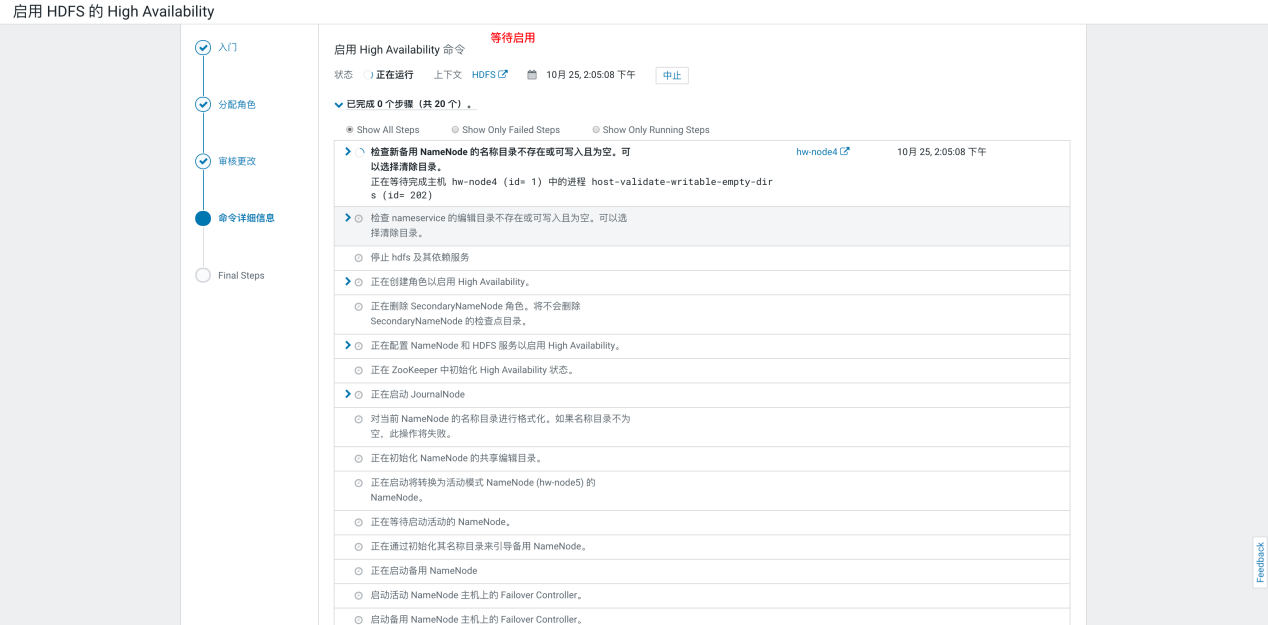 启用 HDFS 的 High Availability
等待启用
入门
分配角色
审核更改
命令详细信息
Final Steps
启用 High Availability 命令
状态 正在运行 上下文 HDFS 10月 25, 2:05:08 下午 中止
已完成 0 个步骤（共 20 个）。
Show All Steps Show Only Failed Steps Show Only Running Steps
检查新备用 NameNode 的名称目录不存在或可写入且为空。可 hw-node4 10月 25, 2:05:08 下午
以选择清除目录。
正在等待完成主机 hw-node4 (id= 1) 中的进程 host-validate-writable-empty-dir
s (id= 202)
检查 nameservice 的编辑目录不存在或可写入且为空。可以选
择清除目录。
停止 hdfs 及其依赖服务
正在创建角色以启用 High Availability。
正在删除 SecondaryNameNode 角色。将不会删除
SecondaryNameNode 的检查点目录。
正在配置 NameNode 和 HDFS 服务以启用 High Availability。
正在 ZooKeeper 中初始化 High Availability 状态。
正在启动 JournalNode
对当前 NameNode 的名称目录进行格式化。如果名称目录不为
空，此操作将失败。
正在初始化 NameNode 的共享编辑目录。
正在启动将转换为活动模式 NameNode (hw-node5) 的
NameNode。
正在等待启动活动的 NameNode。
正在通过初始化其名称目录来引导备用 NameNode。
正在启动备用 NameNode
启动活动 NameNode 主机上的 Failover Controller。
启动备用 NameNode 主机上的 Failover Controller。
Feedback